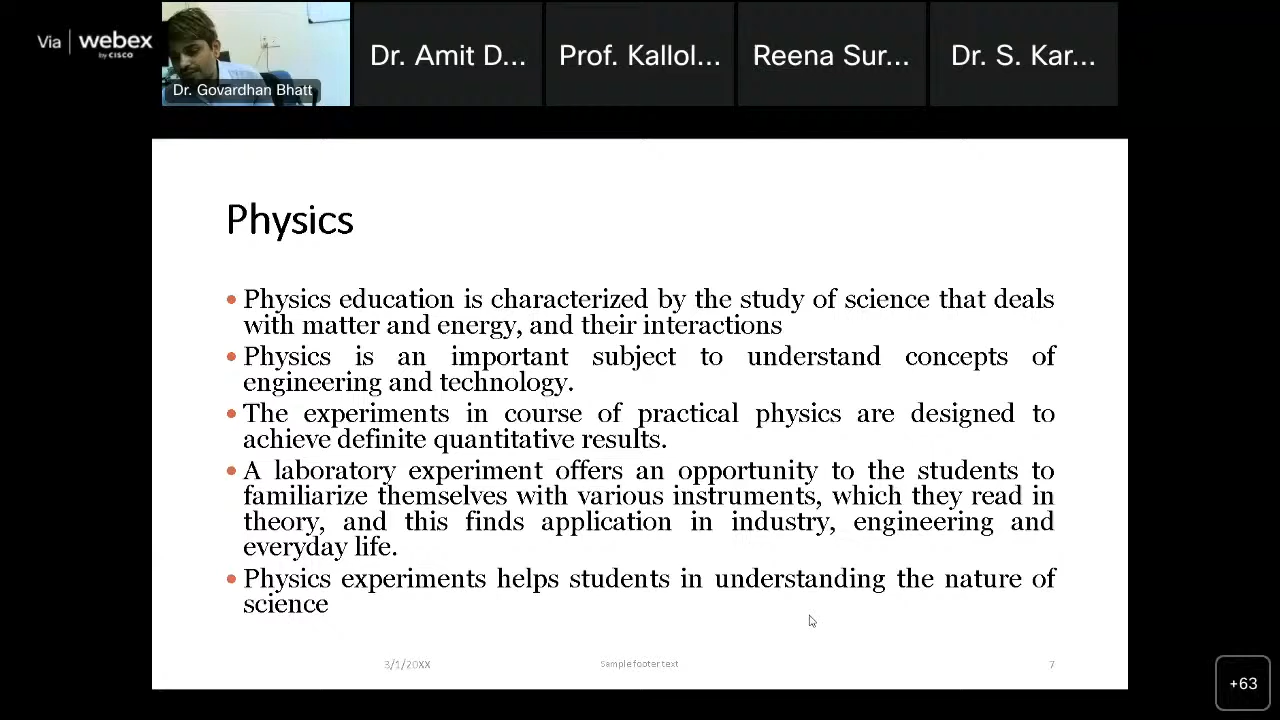 Via | webex
by CISCO
Dr. Govardhan Bhatt
Dr. Amit D...
Prof. Kallol...
Reena Sur...
Dr. S. Kar...
Physics
• Physics education is characterized by the study of science that deals
with matter and energy, and their interactions
• Physics is an important subject to understand concepts of
engineering and technology.
• The experiments in course of practical physics are designed to
achieve definite quantitative results.
• A laboratory experiment offers an opportunity to the students to
familiarize themselves with various instruments, which they read in
theory, and this finds application in industry, engineering and
everyday life.
• Physics experiments helps students in understanding the nature of
science
3/1/20XX
Sample footer text
7
+63